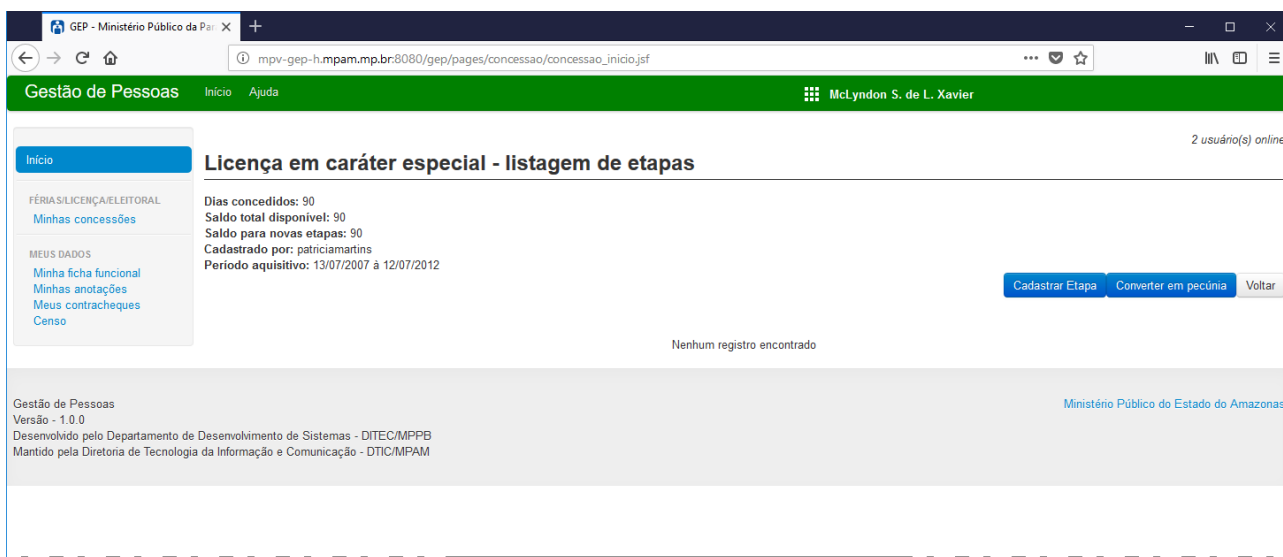 GEP - Ministério Público da Par
mpv-gep-h.mpam.mp.br:8080/gep/pages/concessao/concessao_inicio.jsf
Gestão de Pessoas Início Ajuda McLyndon S. de L. Xavier
2 usuário(s) online
Início
Licença em caráter especial - listagem de etapas
FÉRIAS/LICENÇA/ELEITORAL
Minhas concessões
MEUS DADOS
Minha ficha funcional
Minhas anotações
Meus contracheques
Censo
Dias concedidos: 90
Saldo total disponível: 90
Saldo para novas etapas: 90
Cadastrado por: patriciamartins
Período aquisitivo: 13/07/2007 à 12/07/2012
Cadastrar Etapa Converter em pecúnia Voltar
Nenhum registro encontrado
Gestão de Pessoas
Versão - 1.0.0
Desenvolvido pelo Departamento de Desenvolvimento de Sistemas - DITEC/MPPB
Mantido pela Diretoria de Tecnologia da Informação e Comunicação - DTIC/MPAM
Ministério Público do Estado do Amazonas